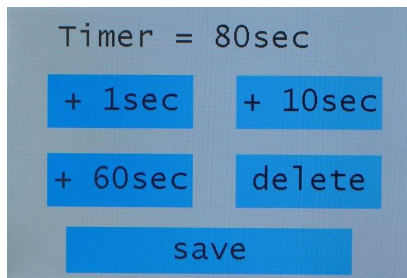 Timer = 80sec
+ 1sec + 10sec
+ 60sec delete
save